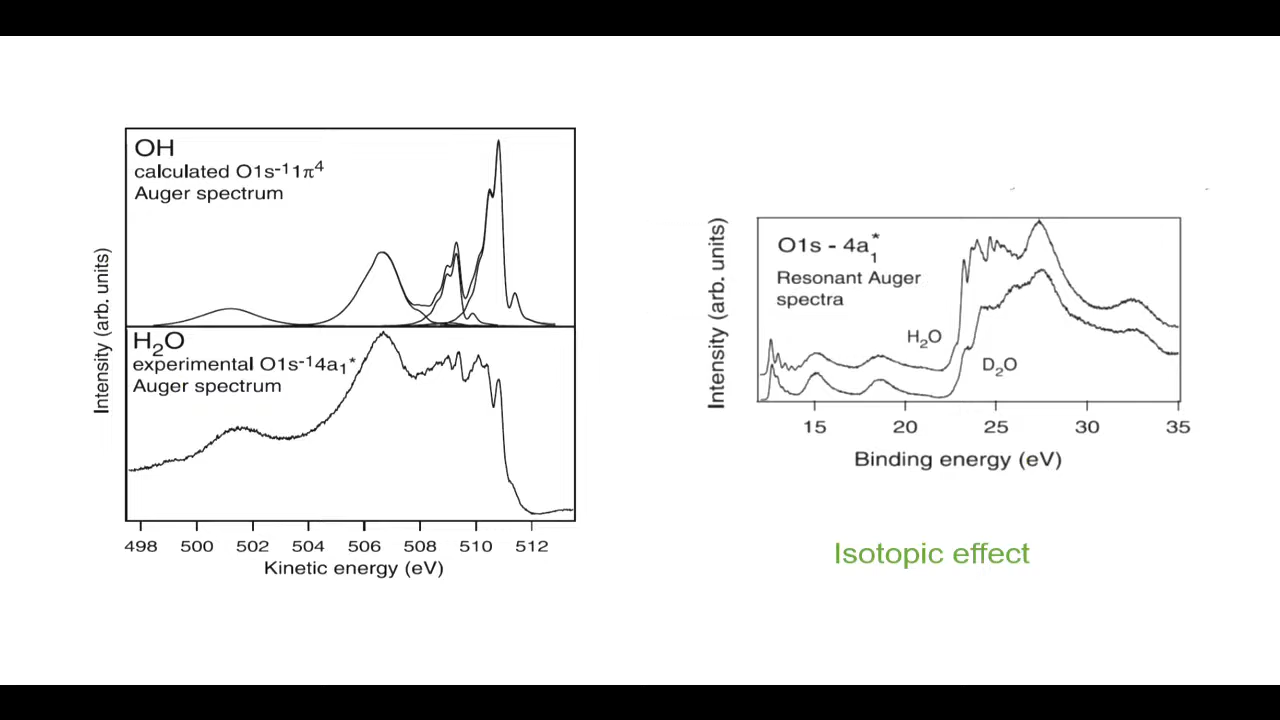 OH
calculated O1s⁻¹1π⁴
Auger spectrum
H₂O
experimental O1s⁻¹4a₁*
Auger spectrum
Intensity (arb. units)
498 500 502 504 506 508 510 512
Kinetic energy (eV)
O1s - 4a₁*
Resonant Auger
spectra
H₂O
D₂O
Intensity (arb. units)
15 20 25 30 35
Binding energy (eV)
Isotopic effect